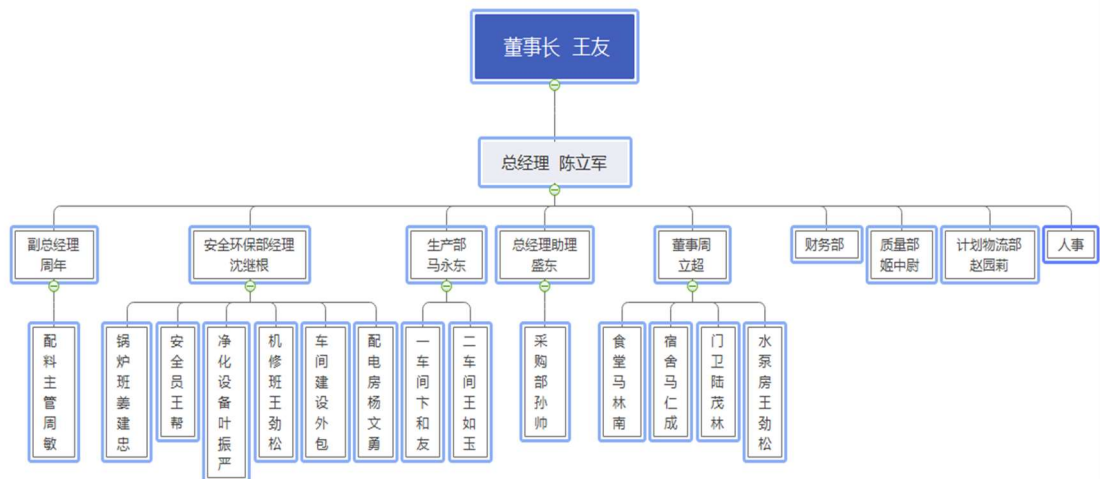 董事长 王友
总经理 陈立军
副总经理
周年
安全环保部经理
沈继根
生产部
马永东
总经理助理
盛东
董事周
立超
财务部
质量部
姬中尉
计划物流部
赵园莉
人事
配料主管周敏
锅炉班姜建忠
安全员王帮
净化设备叶振严
机修班王劲松
车间建设外包
配电房杨文勇
一车间卞和友
二车间王如玉
采购部孙帅
食堂马林南
宿舍马仁成
门卫陆茂林
水泵房王劲松